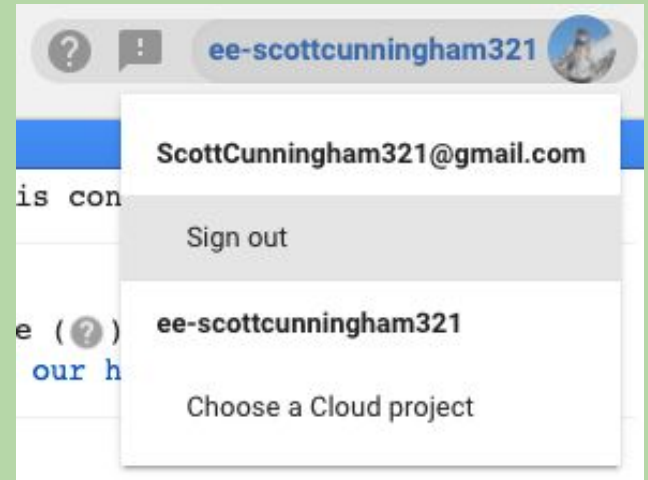 ee-scottcunningham321
ScottCunningham321@gmail.com
is con
Sign out
ee-scottcunningham321
e (?)
our h
Choose a Cloud project